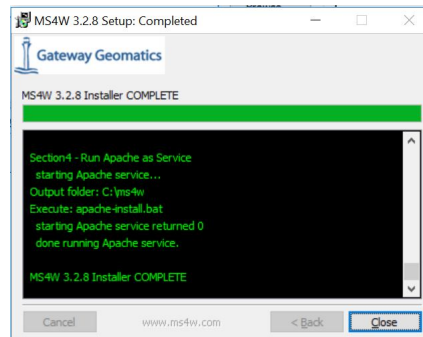 MS4W 3.2.8 Setup: Completed
Gateway Geomatics
MS4W 3.2.8 Installer COMPLETE
Section4 - Run Apache as Service
starting Apache service...
Output folder: C:\ms4w
Execute: apache-install.bat
starting Apache service returned 0
done running Apache service.
MS4W 3.2.8 Installer COMPLETE
Cancel www.ms4w.com < Back Close